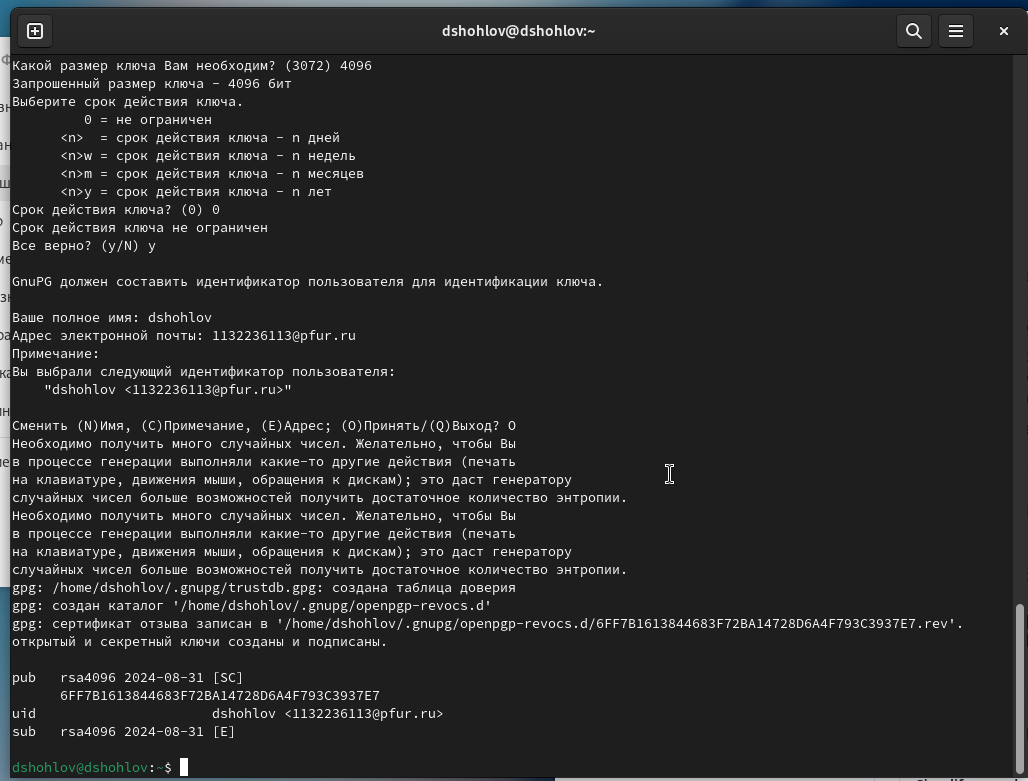 dshohlov@dshohlov:~
Какой размер ключа Вам необходим? (3072) 4096
Запрошенный размер ключа - 4096 бит
Выберите срок действия ключа.
         0 = не ограничен
      <n>  = срок действия ключа - n дней
      <n>w = срок действия ключа - n недель
      <n>m = срок действия ключа - n месяцев
      <n>y = срок действия ключа - n лет
Срок действия ключа? (0) 0
Срок действия ключа не ограничен
Все верно? (y/N) y
GnuPG должен составить идентификатор пользователя для идентификации ключа.
Ваше полное имя: dshohlov
Адрес электронной почты: 1132236113@pfur.ru
Примечание:
Вы выбрали следующий идентификатор пользователя:
    "dshohlov <1132236113@pfur.ru>"
Сменить (N)Имя, (C)Примечание, (E)Адрес; (O)Принять/(Q)Выход? O
Необходимо получить много случайных чисел. Желательно, чтобы Вы
в процессе генерации выполняли какие-то другие действия (печать
на клавиатуре, движения мыши, обращения к дискам); это даст генератору
случайных чисел больше возможностей получить достаточное количество энтропии.
Необходимо получить много случайных чисел. Желательно, чтобы Вы
в процессе генерации выполняли какие-то другие действия (печать
на клавиатуре, движения мыши, обращения к дискам); это даст генератору
случайных чисел больше возможностей получить достаточное количество энтропии.
gpg: /home/dshohlov/.gnupg/trustdb.gpg: создана таблица доверия
gpg: создан каталог '/home/dshohlov/.gnupg/openpgp-revocs.d'
gpg: сертификат отзыва записан в '/home/dshohlov/.gnupg/openpgp-revocs.d/6FF7B1613844683F72BA14728D6A4F793C3937E7.rev'.
открытый и секретный ключи созданы и подписаны.
pub   rsa4096 2024-08-31 [SC]
      6FF7B1613844683F72BA14728D6A4F793C3937E7
uid                      dshohlov <1132236113@pfur.ru>
sub   rsa4096 2024-08-31 [E]
dshohlov@dshohlov:~$